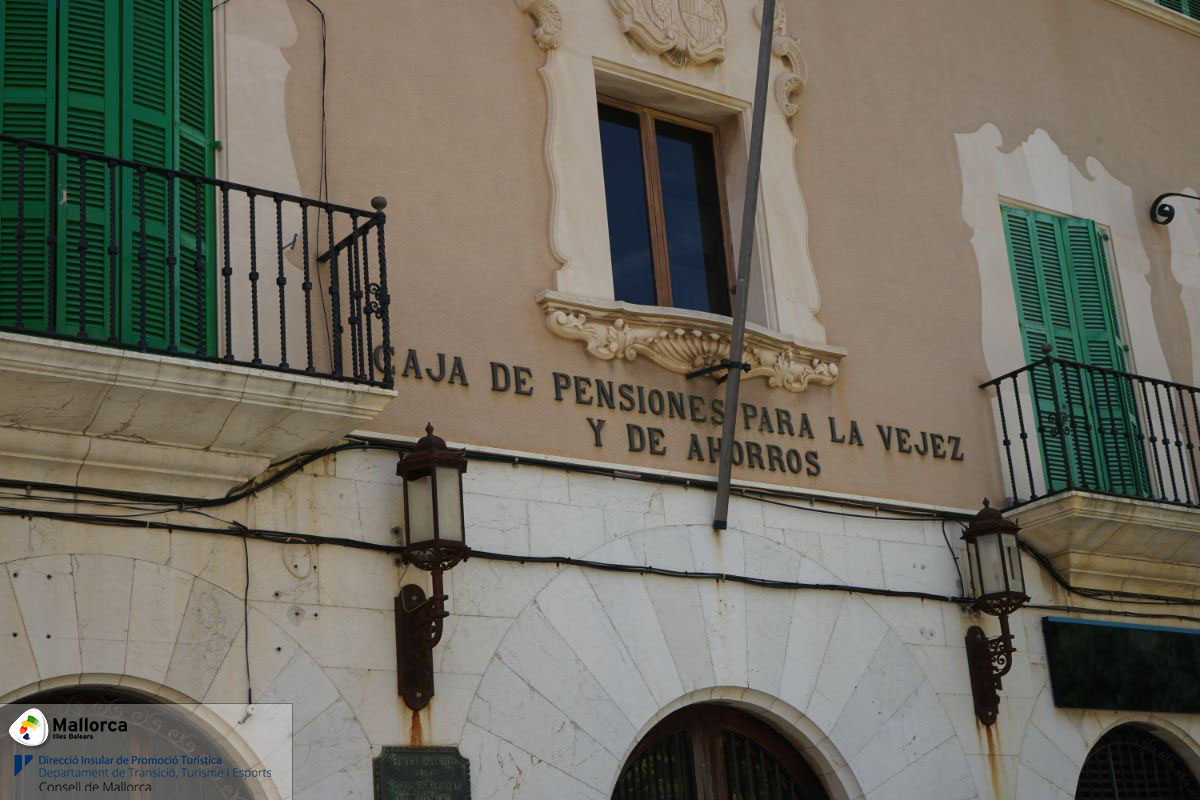 CAJA DE PENSIONES PARA LA VEJEZ
Y DE AHORROS
Mallorca
Illes Balears
Direcció Insular de Promoció Turística
Departament de Transició, Turisme i Esports
Consell de Mallorca